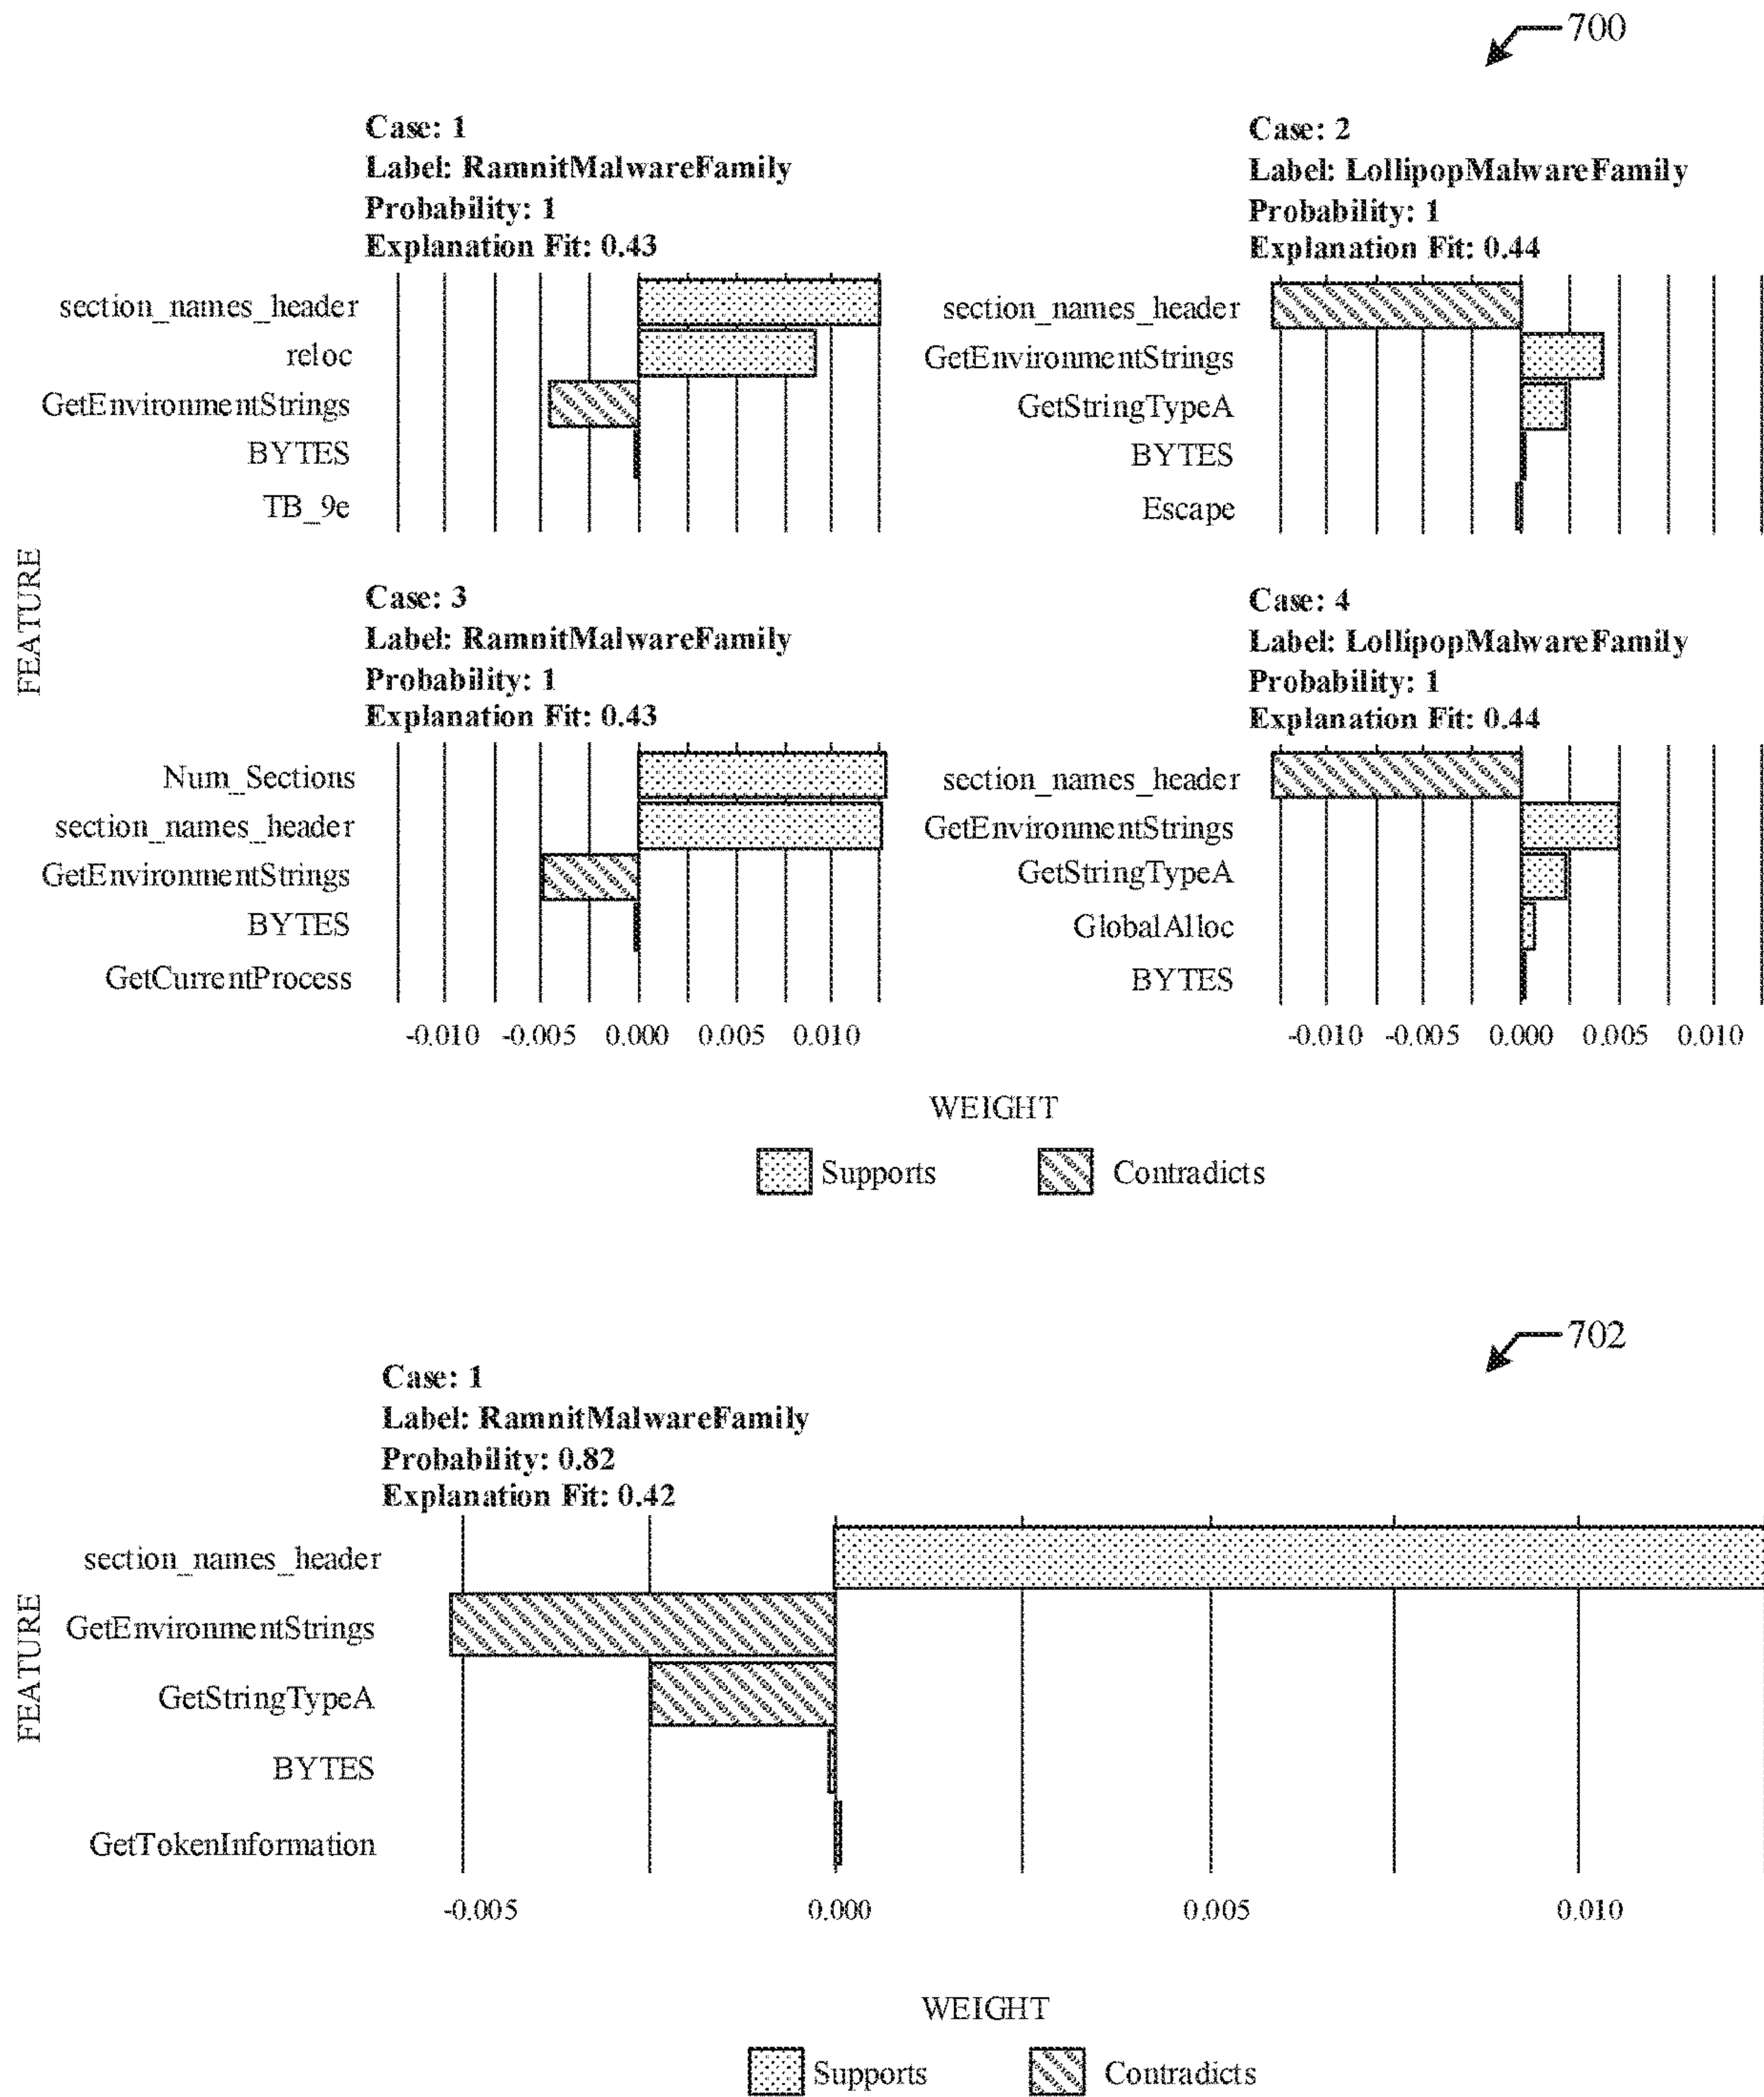 700
Case: 1
Label: RamnitMalwareFamily
Probability: 1
Explanation Fit: 0.43
section_names_header
reloc
GetEnvironmentStrings
BYTES
TB_9e
Case: 2
Label: LollipopMalwareFamily
Probability: 1
Explanation Fit: 0.44
section_names_header
GetEnvironmentStrings
GetStringTypeA
BYTES
Escape
FEATURE
Case: 3
Label: RamnitMalwareFamily
Probability: 1
Explanation Fit: 0.43
Num_Sections
section_names_header
GetEnvironmentStrings
BYTES
GetCurrentProcess
-0.010 -0.005 0.000 0.005 0.010
Case: 4
Label: LollipopMalwareFamily
Probability: 1
Explanation Fit: 0.44
section_names_header
GetEnvironmentStrings
GetStringTypeA
GlobalAlloc
BYTES
-0.010 -0.005 0.000 0.005 0.010
WEIGHT
Supports Contradicts
702
Case: 1
Label: RamnitMalwareFamily
Probability: 0.82
Explanation Fit: 0.42
FEATURE
section_names_header
GetEnvironmentStrings
GetStringTypeA
BYTES
GetTokenInformation
-0.005 0.000 0.005 0.010
WEIGHT
Supports Contradicts